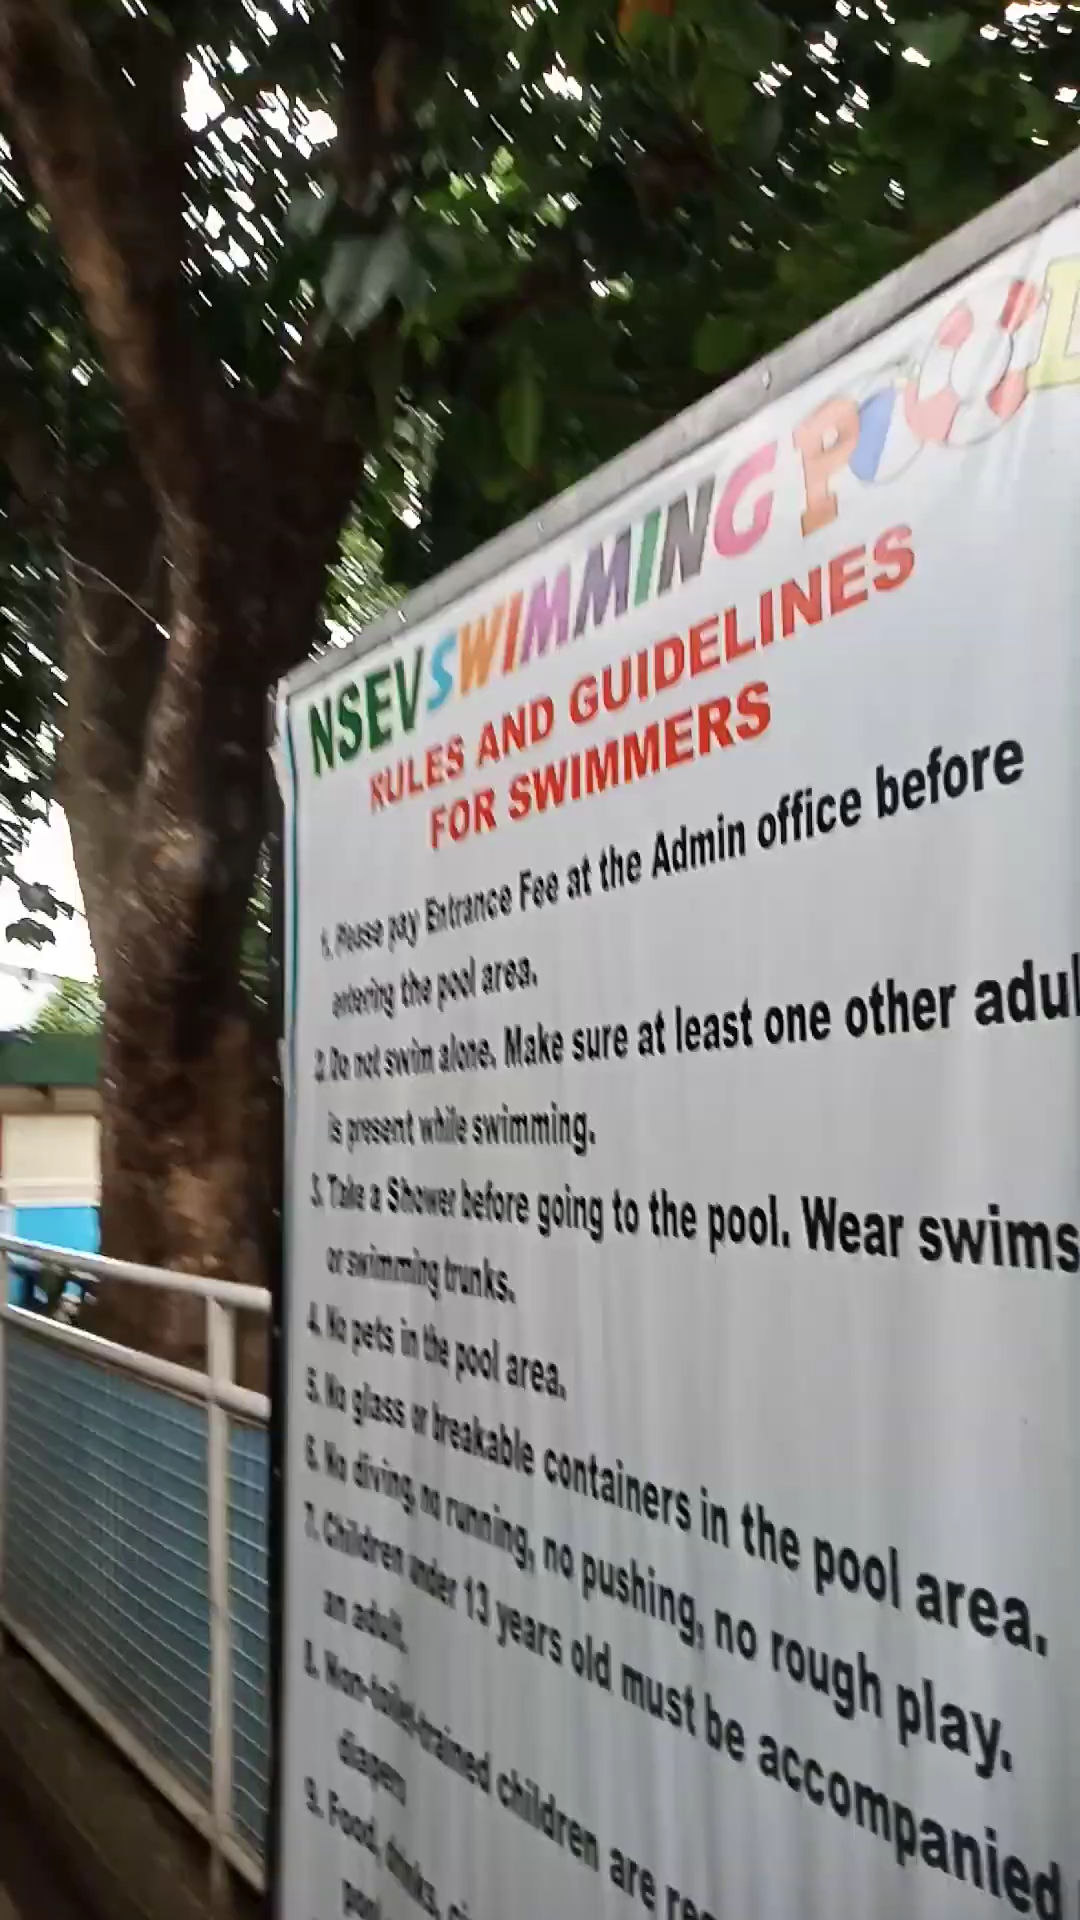 NSEV SWIMMING POOL
RULES AND GUIDELINES
FOR SWIMMERS
1. Please pay Entrance Fee at the Admin office before
entering the pool area.
2. Do not swim alone. Make sure at least one other adul
is present while swimming.
3. Take a Shower before going to the pool. Wear swims
or swimming trunks.
4. No pets in the pool area.
5. No glass or breakable containers in the pool area.
6. No diving, no running, no pushing, no rough play.
7. Children under 13 years old must be accompanied
an adult.
8. Non-toilet-trained children are req
diapers
9. Food, drinks,
pool